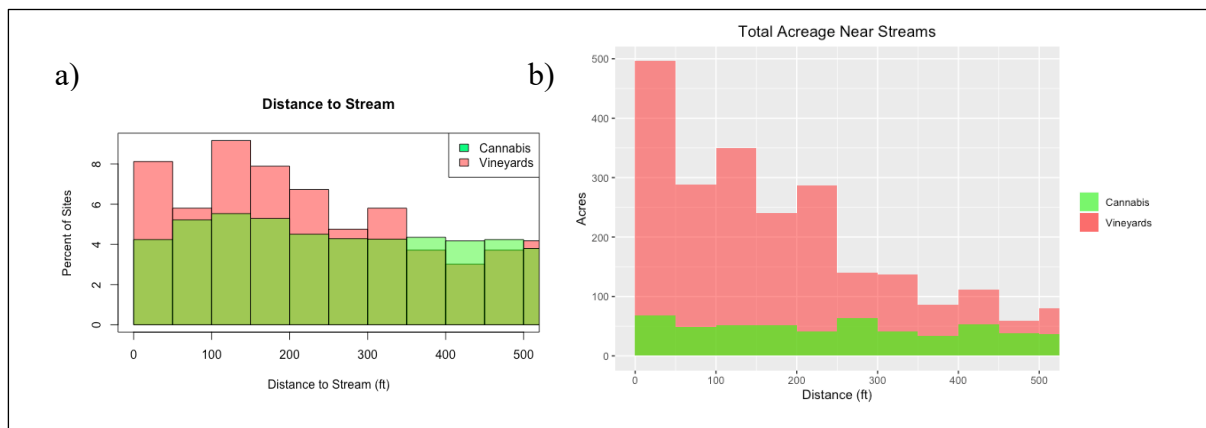 a)
Distance to Stream
Cannabis
Vineyards
Percent of Sites
8
6
4
2
0
0 100 200 300 400 500
Distance to Stream (ft)
b)
Total Acreage Near Streams
Acres
500
400
300
200
100
0
0 100 200 300 400 500
Distance (ft)
Cannabis
Vineyards